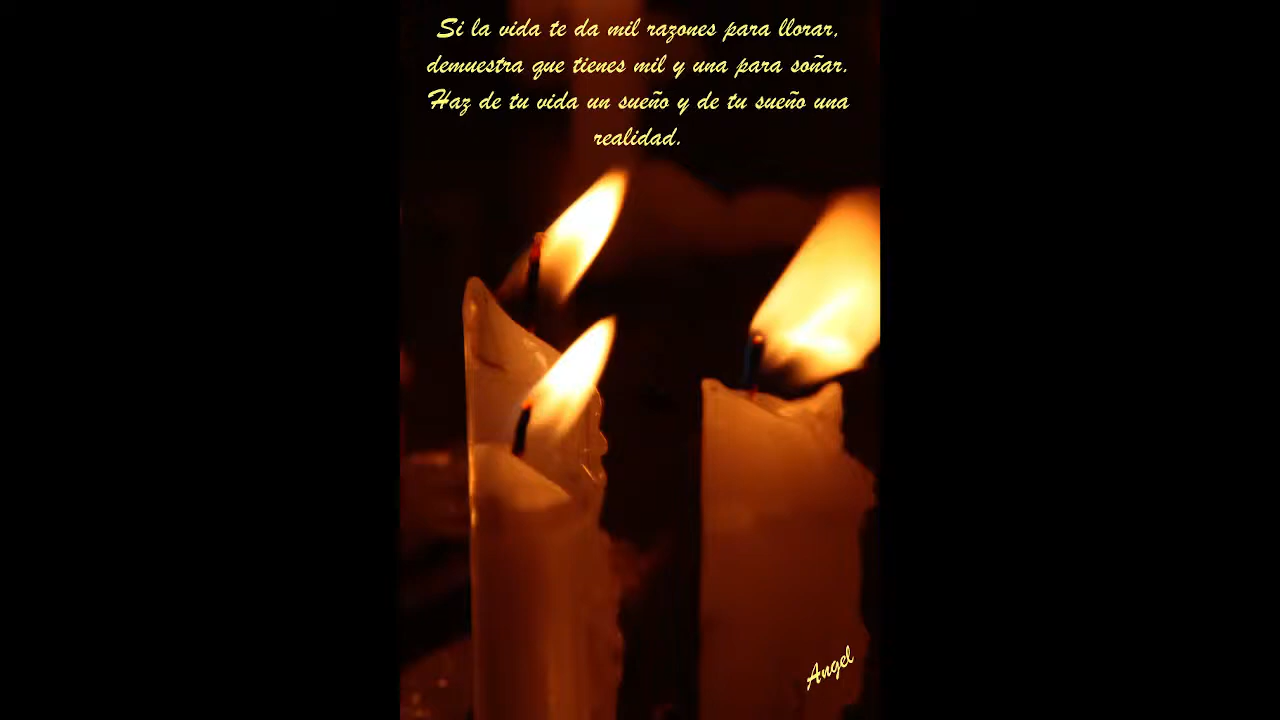 Si la vida te da mil razones para llorar,
demuestra que tienes mil y una para soñar.
Haz de tu vida un sueño y de tu sueño una
realidad.
Angel